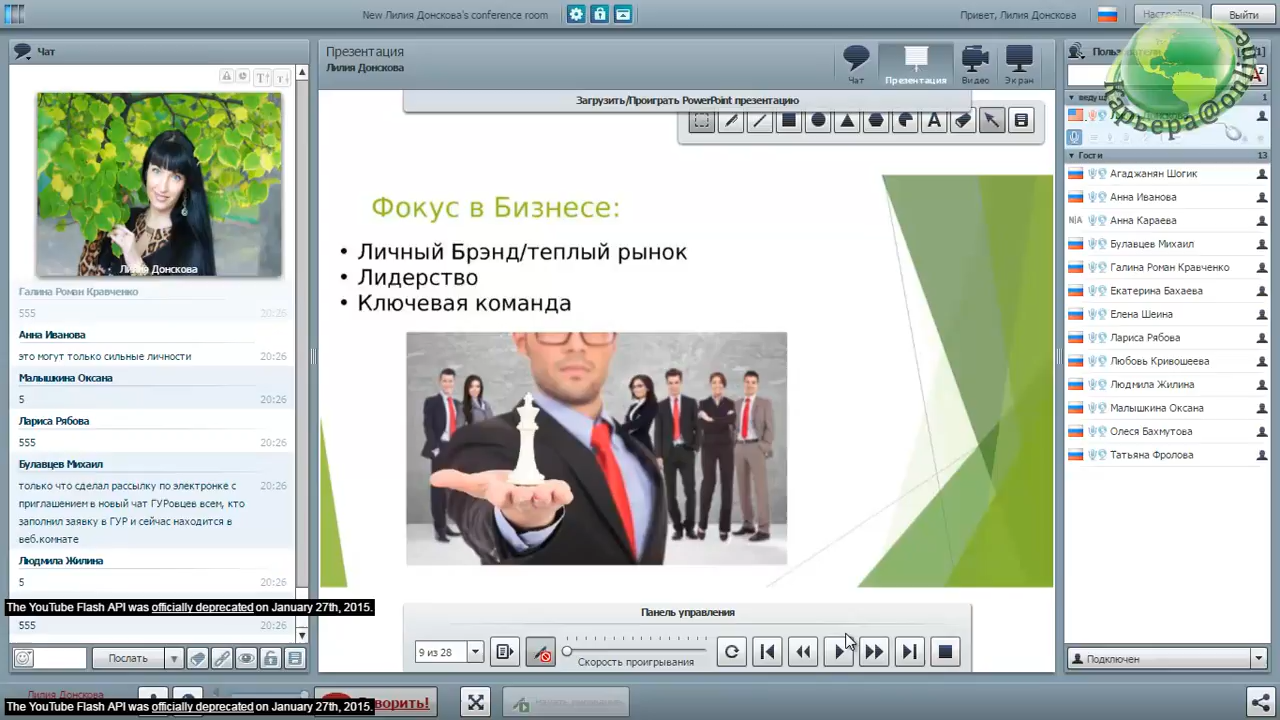 New Лилия Донскова's conference room
Привет, Лилия Донскова
Настройки
Выйти
Чат
Лилия Донскова
Галина Роман Кравченко
555
20:26
Анна Иванова
это могут только сильные личности
20:26
Малышкина Оксана
5
20:26
Лариса Рябова
555
20:26
Булавцев Михаил
только что сделал рассылку по электронке с
20:26
приглашением в новый чат ГУРовцев всем, кто
заполнил заявку в ГУР и сейчас находится в
веб.комнате
Людмила Жилина
5
20:26
The YouTube Flash API was officially deprecated on January 27th, 2015.
555
20:26
Послать
Лилия Донскова
The YouTube Flash API was officially deprecated on January 27th, 2015.
Презентация
Лилия Донскова
Чат
Презентация
Видео
Экран
Загрузить/Проиграть PowerPoint презентацию
Фокус в Бизнесе:
• Личный Брэнд/теплый рынок
• Лидерство
• Ключевая команда
Панель управления
9 из 28
Скорость проигрывания
карьера@online
1
Гости
13
Агаджанян Шогик
Анна Иванова
N/A
Анна Караева
Булавцев Михаил
Галина Роман Кравченко
Екатерина Бахаева
Елена Шеина
Лариса Рябова
Любовь Кривошеева
Людмила Жилина
Малышкина Оксана
Олеся Бахмутова
Татьяна Фролова
Подключен